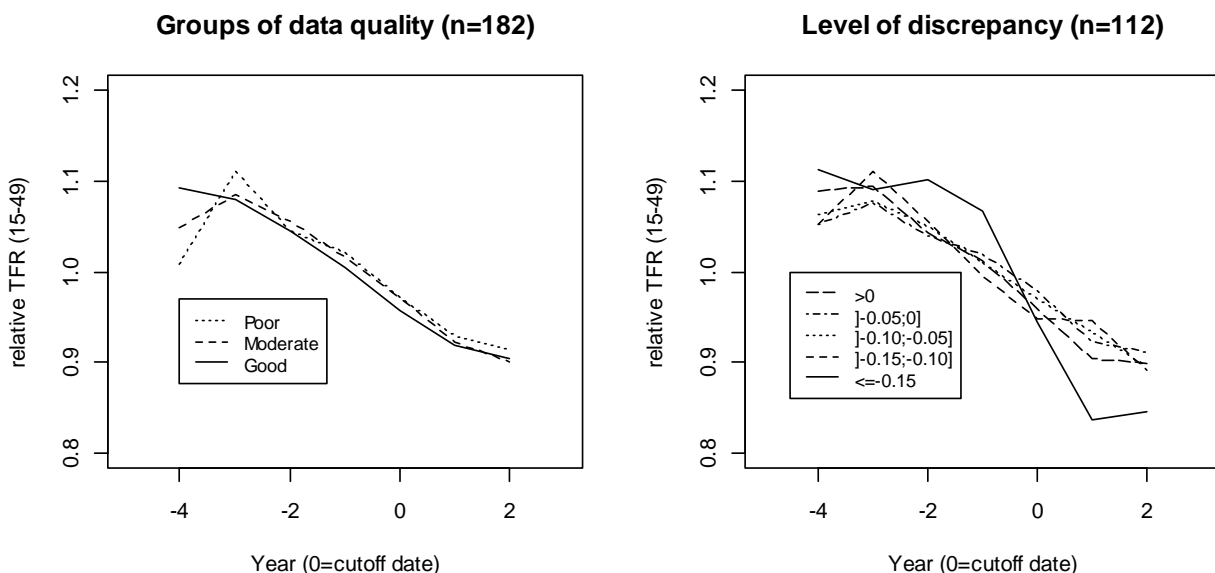 Groups of data quality (n=182)
relative TFR (15-49)
1.2
1.1
1.0
0.9
0.8
Poor
Moderate
Good
-4
-2
0
2
Year (0=cutoff date)
Level of discrepancy (n=112)
relative TFR (15-49)
1.2
1.1
1.0
0.9
0.8
>0
]-0.05;0]
]-0.10;-0.05]
]-0.15;-0.10]
<=-0.15
-4
-2
0
2
Year (0=cutoff date)